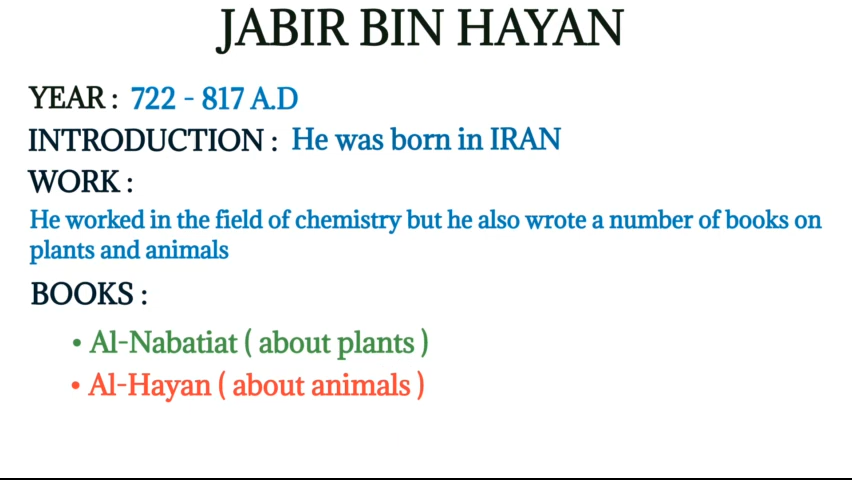 JABIR BIN HAYAN
YEAR : 722 - 817 A.D
INTRODUCTION : He was born in IRAN
WORK :
He worked in the field of chemistry but he also wrote a number of books on
plants and animals
BOOKS :
• Al-Nabatiat ( about plants )
• Al-Hayan ( about animals )